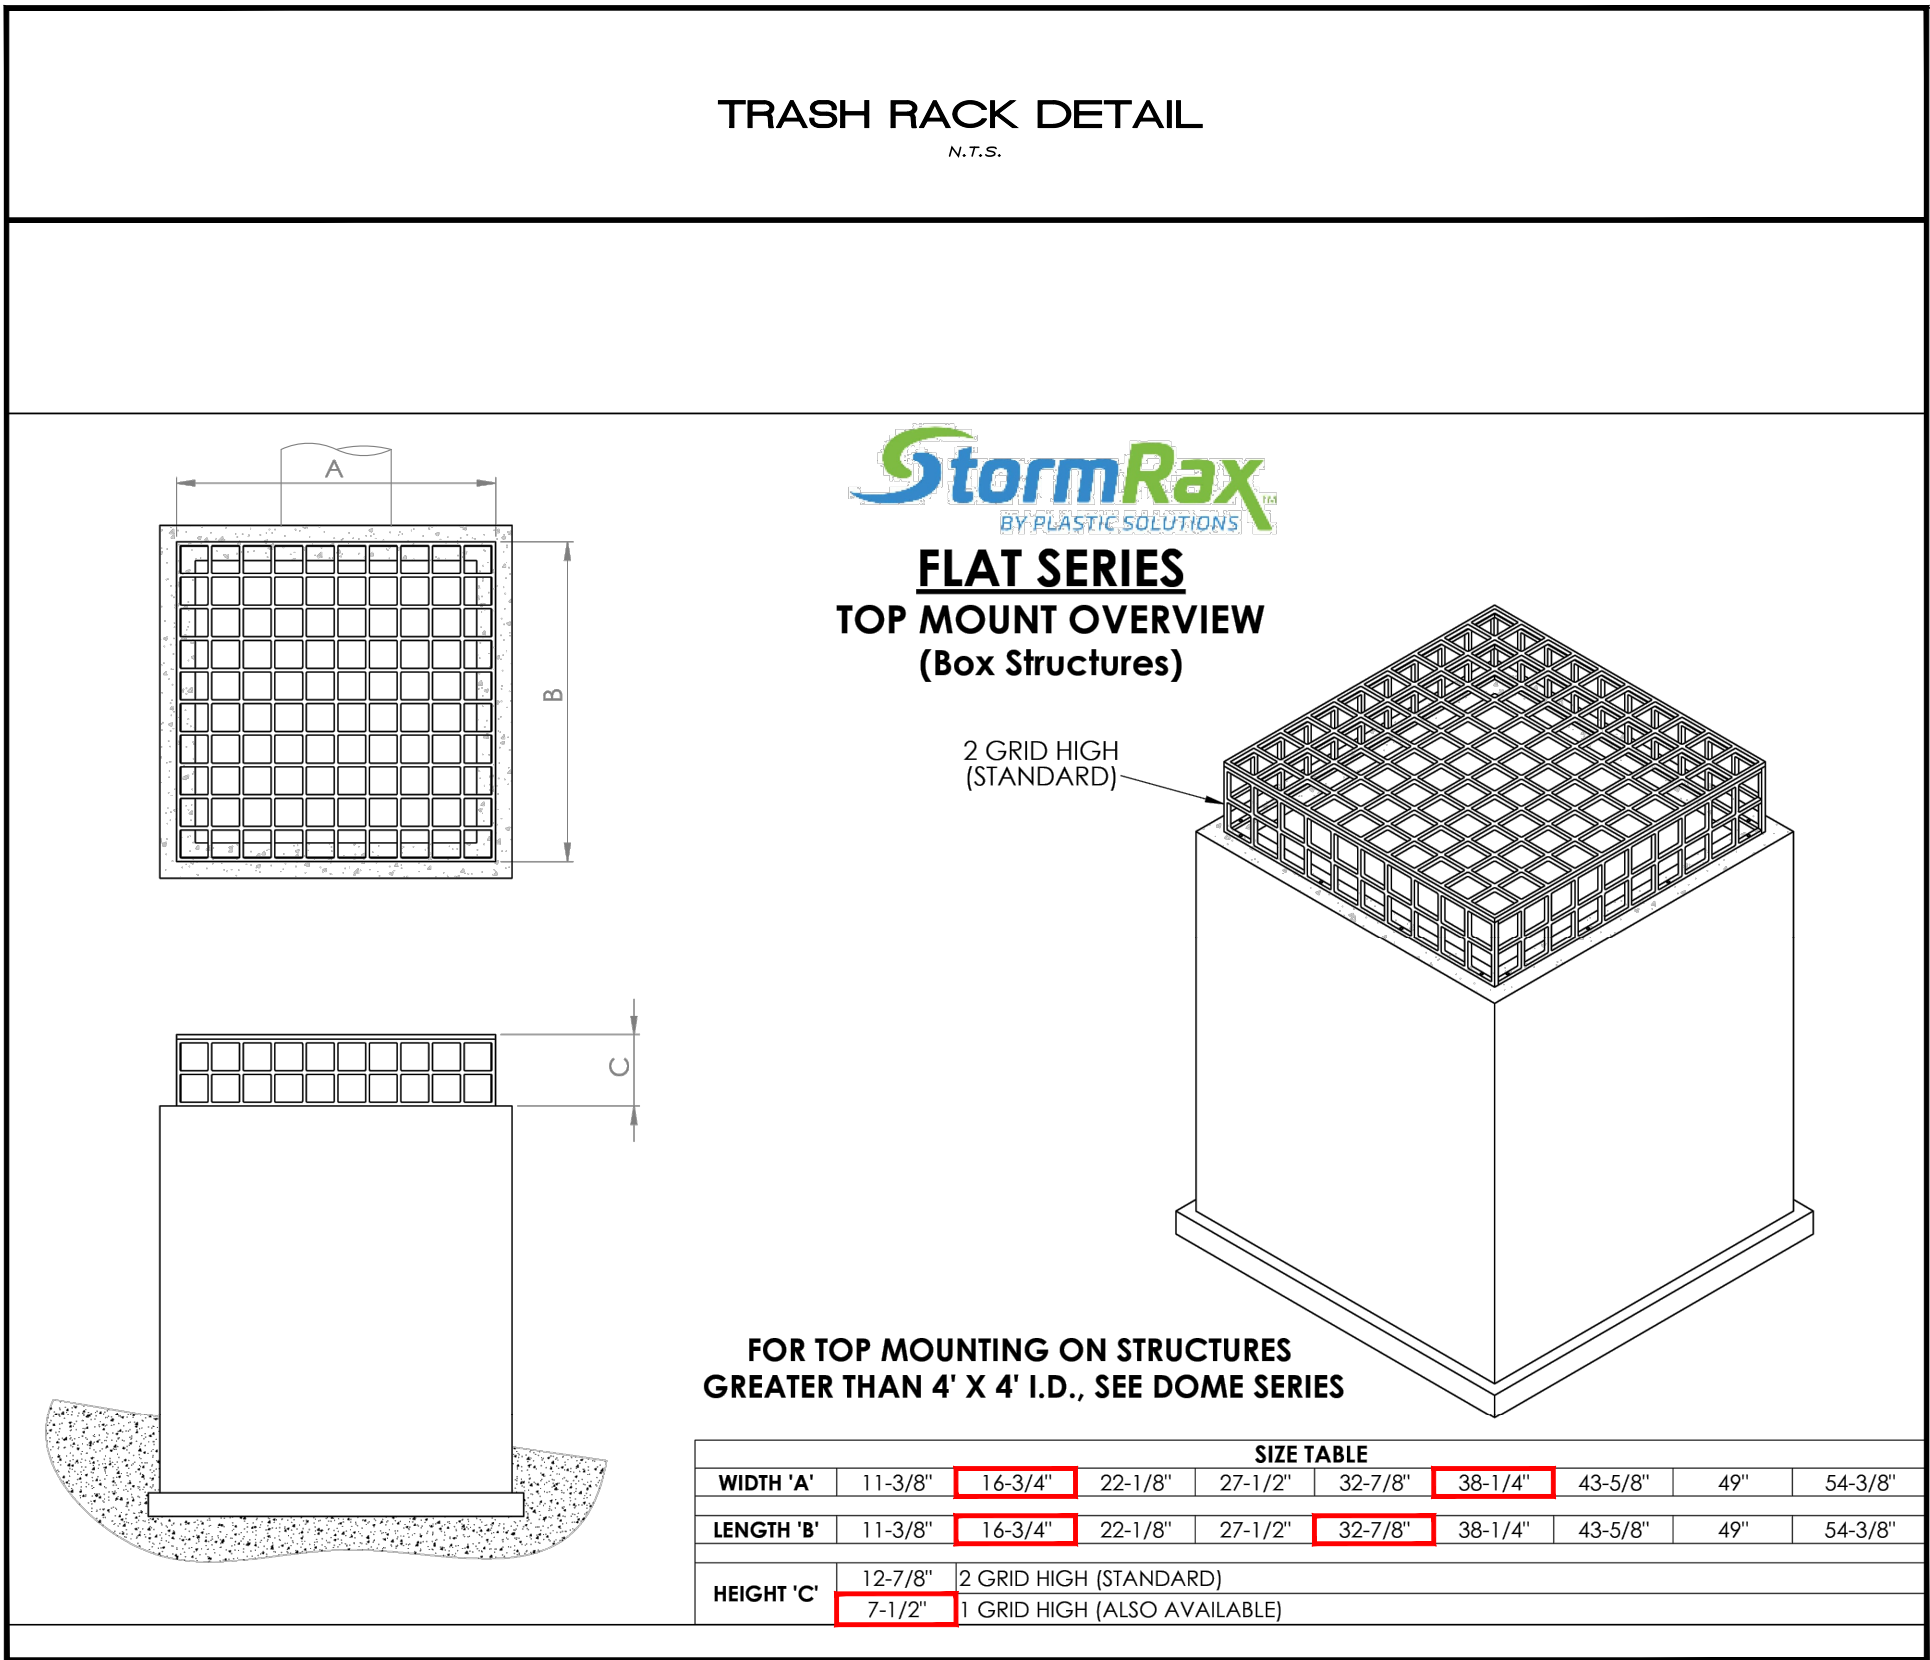 TRASH RACK DETAIL
N.T.S.
A
B
StormRax™
BY PLASTIC SOLUTIONS
FLAT SERIES
TOP MOUNT OVERVIEW
(Box Structures)
2 GRID HIGH
(STANDARD)
C
FOR TOP MOUNTING ON STRUCTURES
GREATER THAN 4' X 4' I.D., SEE DOME SERIES
SIZE TABLE
WIDTH 'A' 11-3/8" 16-3/4" 22-1/8" 27-1/2" 32-7/8" 38-1/4" 43-5/8" 49" 54-3/8"
LENGTH 'B' 11-3/8" 16-3/4" 22-1/8" 27-1/2" 32-7/8" 38-1/4" 43-5/8" 49" 54-3/8"
HEIGHT 'C' 12-7/8" 2 GRID HIGH (STANDARD)
7-1/2" 1 GRID HIGH (ALSO AVAILABLE)